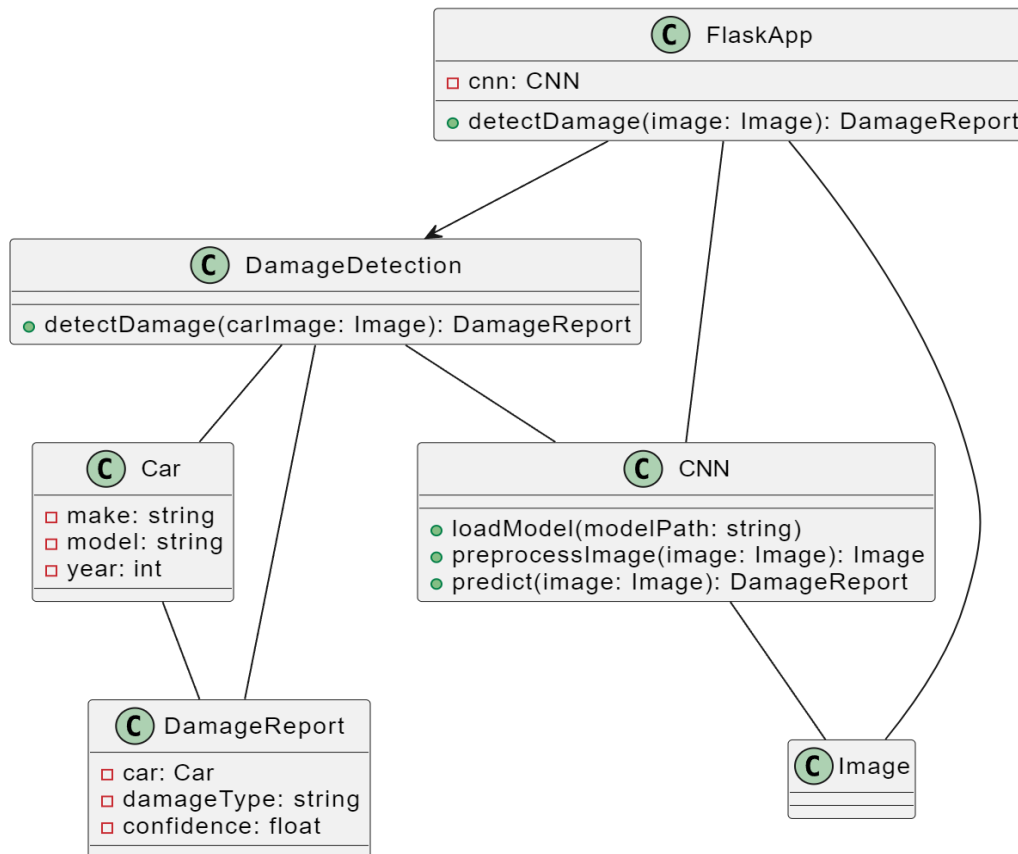 C FlaskApp
cnn: CNN
detectDamage(image: Image): DamageReport
C DamageDetection
detectDamage(carImage: Image): DamageReport
C Car
make: string
model: string
year: int
C CNN
loadModel(modelPath: string)
preprocessImage(image: Image): Image
predict(image: Image): DamageReport
C DamageReport
car: Car
damageType: string
confidence: float
C Image